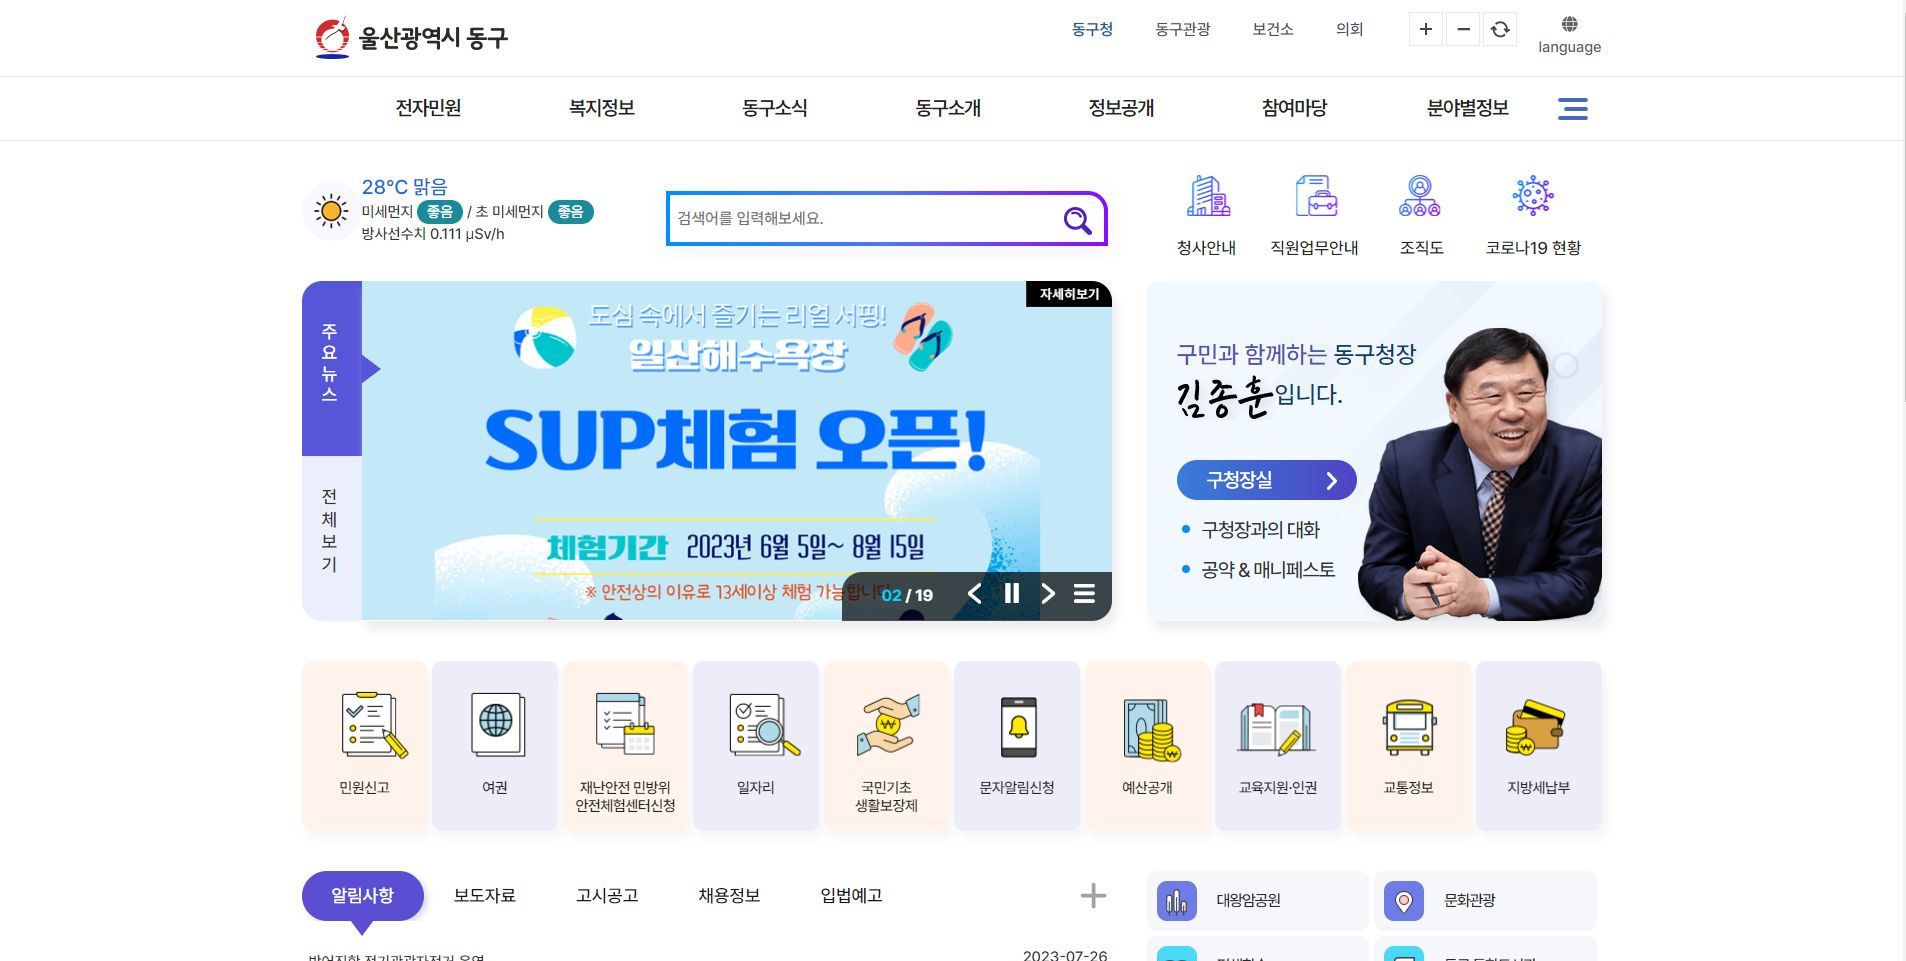 울산광역시 동구
동구청 동구관광 보건소 의회
language
전자민원 복지정보 동구소식 동구소개 정보공개 참여마당 분야별정보
28°C 맑음
미세먼지 좋음 / 초 미세먼지 좋음
방사선수치 0.111 μSv/h
검색어를 입력해보세요.
청사안내 직원업무안내 조직도 코로나19 현황
주요뉴스
전체보기
자세히보기
도심 속에서 즐기는 리얼 서핑!
일산해수욕장
SUP체험 오픈!
체험기간 2023년 6월 5일~ 8월 15일
※ 안전상의 이유로 13세이상 체험 가능합니다
02 / 19
구민과 함께하는 동구청장
김종훈입니다.
구청장실
구청장과의 대화
공약 & 매니페스토
민원신고
여권
재난안전 민방위
안전체험센터신청
일자리
국민기초
생활보장제
문자알림신청
예산공개
교육지원·인권
교통정보
지방세납부
알림사항 보도자료 고시공고 채용정보 입법예고
대왕암공원 문화관광
2023-07-26